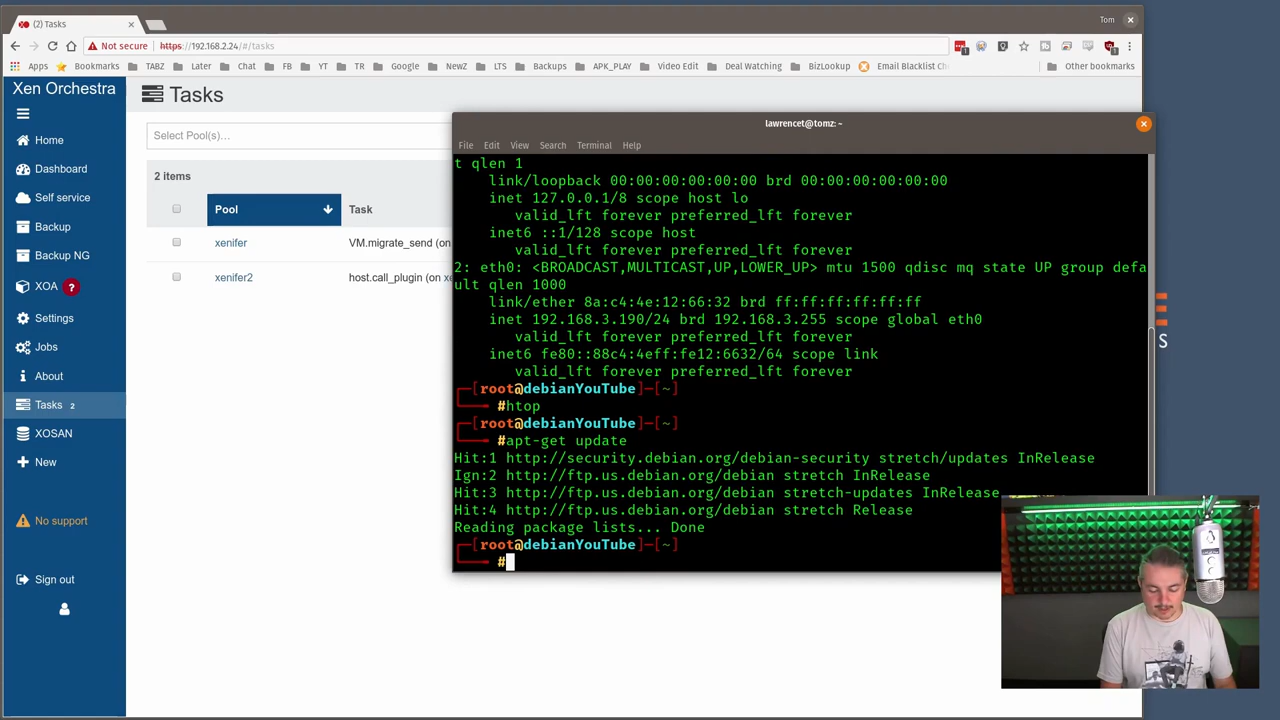 (2) Tasks
Tom
Not secure
https://192.168.2.24/#/tasks
Apps
Bookmarks
TABZ
Later
Chat
FB
YT
TR
Google
NewZ
LTS
Backups
APK_PLAY
Video Edit
Deal Watching
BizLookup
Email Blacklist Ch
Other bookmarks
Xen Orchestra
Home
Dashboard
Self service
Backup
Backup NG
XOA ?
Settings
Jobs
About
Tasks 2
XOSAN
New
No support
Sign out
Tasks
Select Pool(s)...
2 items
Pool
Task
xenifer
VM.migrate_send (on
xenifer2
host.call_plugin (on x
lawrencet@tomz: ~
File Edit View Search Terminal Help
t qlen 1
link/loopback 00:00:00:00:00:00 brd 00:00:00:00:00:00
inet 127.0.0.1/8 scope host lo
valid_lft forever preferred_lft forever
inet6 ::1/128 scope host
valid_lft forever preferred_lft forever
2: eth0: <BROADCAST,MULTICAST,UP,LOWER_UP> mtu 1500 qdisc mq state UP group defa
ult qlen 1000
link/ether 8a:c4:4e:12:66:32 brd ff:ff:ff:ff:ff:ff
inet 192.168.3.190/24 brd 192.168.3.255 scope global eth0
valid_lft forever preferred_lft forever
inet6 fe80::88c4:4eff:fe12:6632/64 scope link
valid_lft forever preferred_lft forever
┌─[root@debianYouTube]─[~]
└──╼ #htop
┌─[root@debianYouTube]─[~]
└──╼ #apt-get update
Hit:1 http://security.debian.org/debian-security stretch/updates InRelease
Ign:2 http://ftp.us.debian.org/debian stretch InRelease
Hit:3 http://ftp.us.debian.org/debian stretch-updates InRelease
Hit:4 http://ftp.us.debian.org/debian stretch Release
Reading package lists... Done
┌─[root@debianYouTube]─[~]
└──╼ #
S